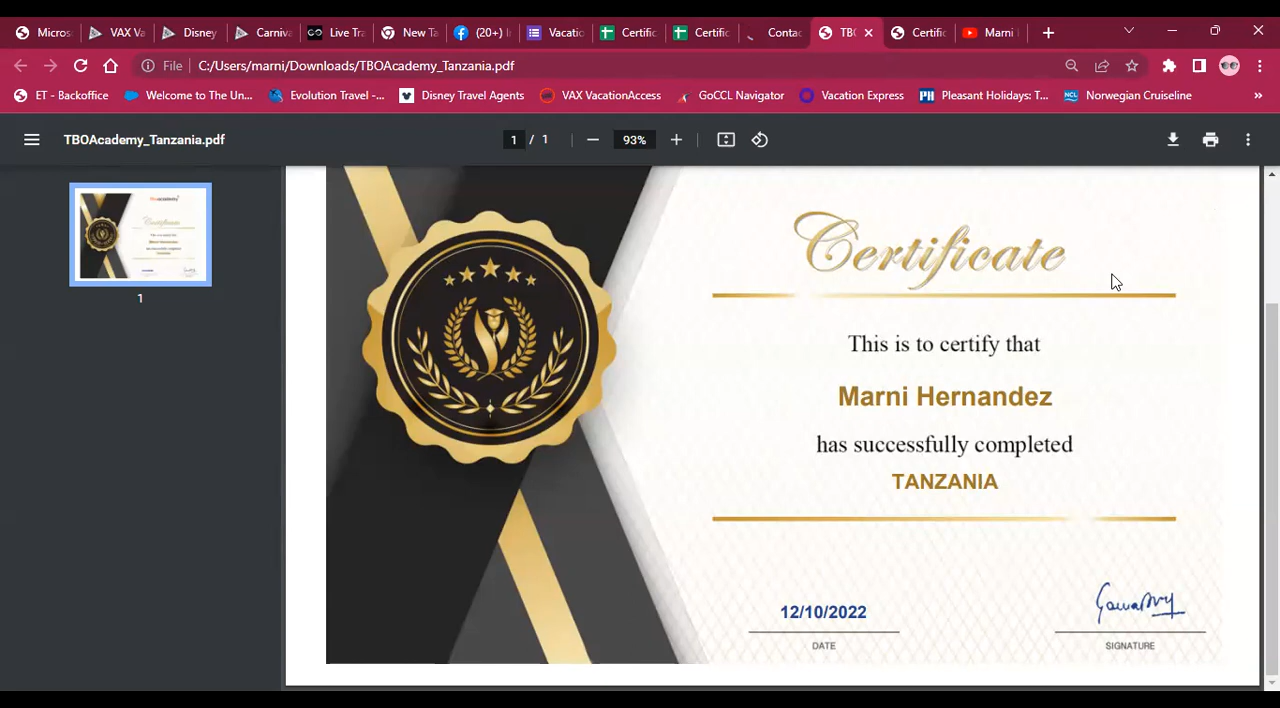 Micros
VAX Va
Disney
Carniva
Live Tra
New Ta
(20+) I
Vacatio
Certific
Certific
Contac
TBO
Certific
Marni
File
C:/Users/marni/Downloads/TBOAcademy_Tanzania.pdf
ET - Backoffice
Welcome to The Un...
Evolution Travel -...
Disney Travel Agents
VAX VacationAccess
GoCCL Navigator
Vacation Express
PH
Pleasant Holidays: T...
NCL
Norwegian Cruiseline
»
TBOAcademy_Tanzania.pdf
1 / 1
93%
1
Certificate
This is to certify that
Marni Hernandez
has successfully completed
TANZANIA
12/10/2022
DATE
SIGNATURE